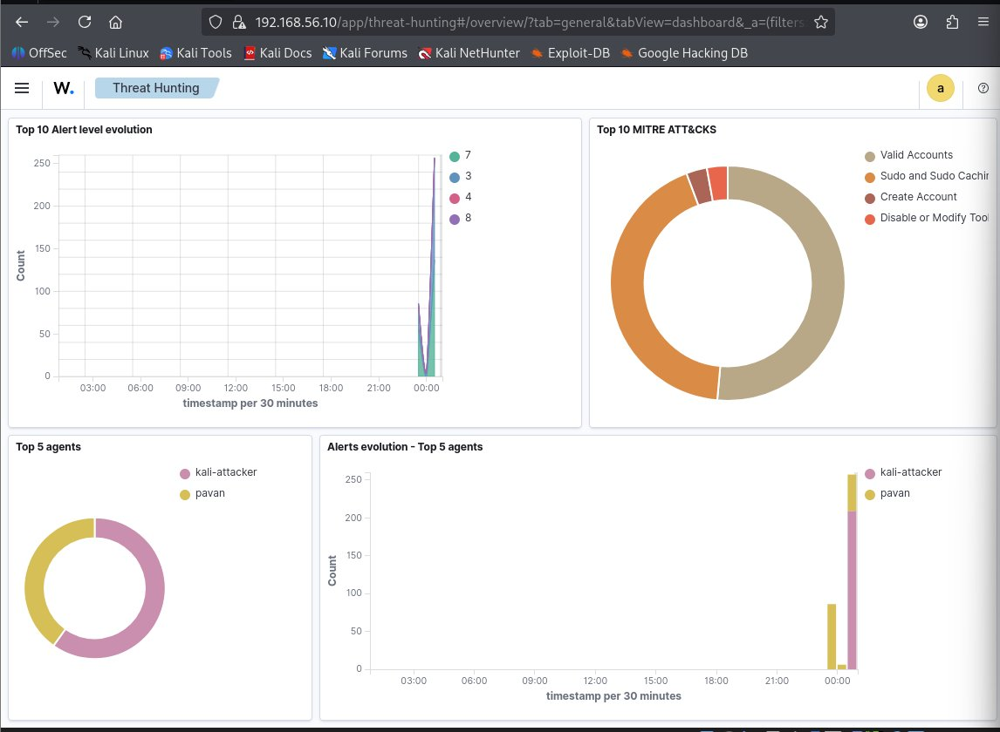 192.168.56.10/app/threat-hunting#/overview/?tab=general&tabView=dashboard&_a=(filters
OffSec Kali Linux Kali Tools Kali Docs Kali Forums Kali NetHunter Exploit-DB Google Hacking DB
W. Threat Hunting a
Top 10 Alert level evolution
250
200
150
100
50
0
Count
03:00 06:00 09:00 12:00 15:00 18:00 21:00 00:00
timestamp per 30 minutes
7
3
4
8
Top 10 MITRE ATT&CKS
Valid Accounts
Sudo and Sudo Cachin
Create Account
Disable or Modify Tool
Top 5 agents
kali-attacker
pavan
Alerts evolution - Top 5 agents
250
200
150
100
50
0
Count
03:00 06:00 09:00 12:00 15:00 18:00 21:00 00:00
timestamp per 30 minutes
kali-attacker
pavan